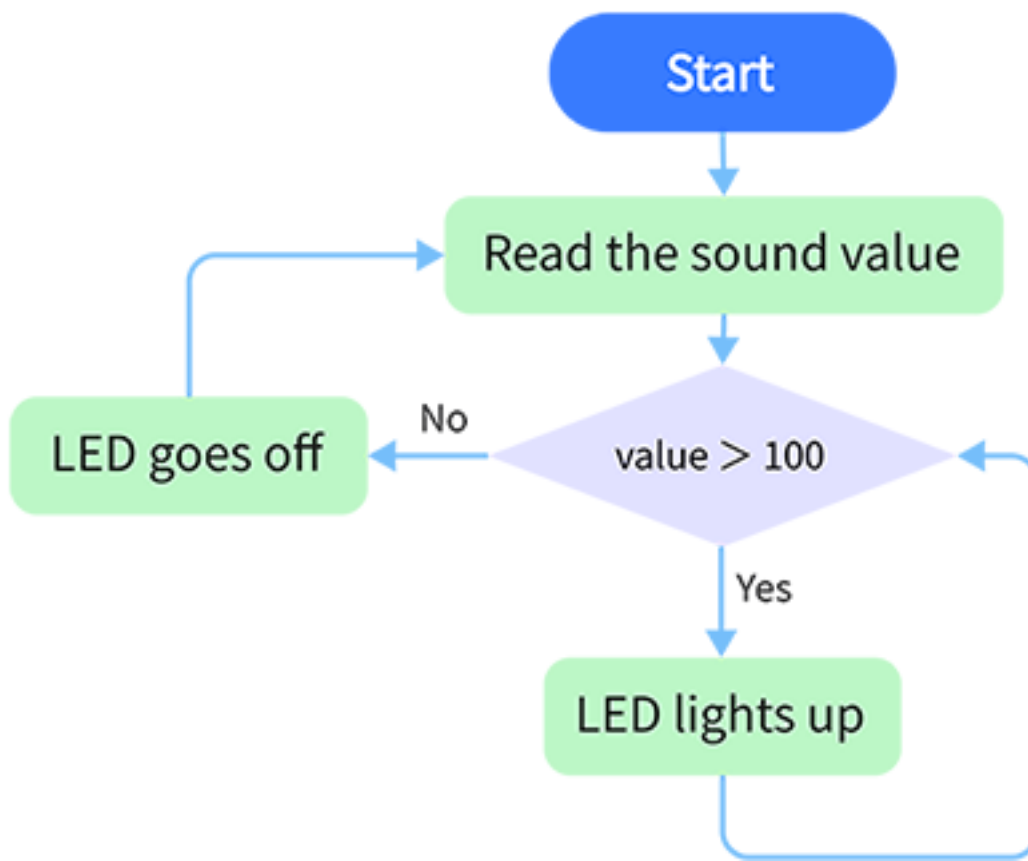 Start
Read the sound value
No
LED goes off
value > 100
Yes
LED lights up